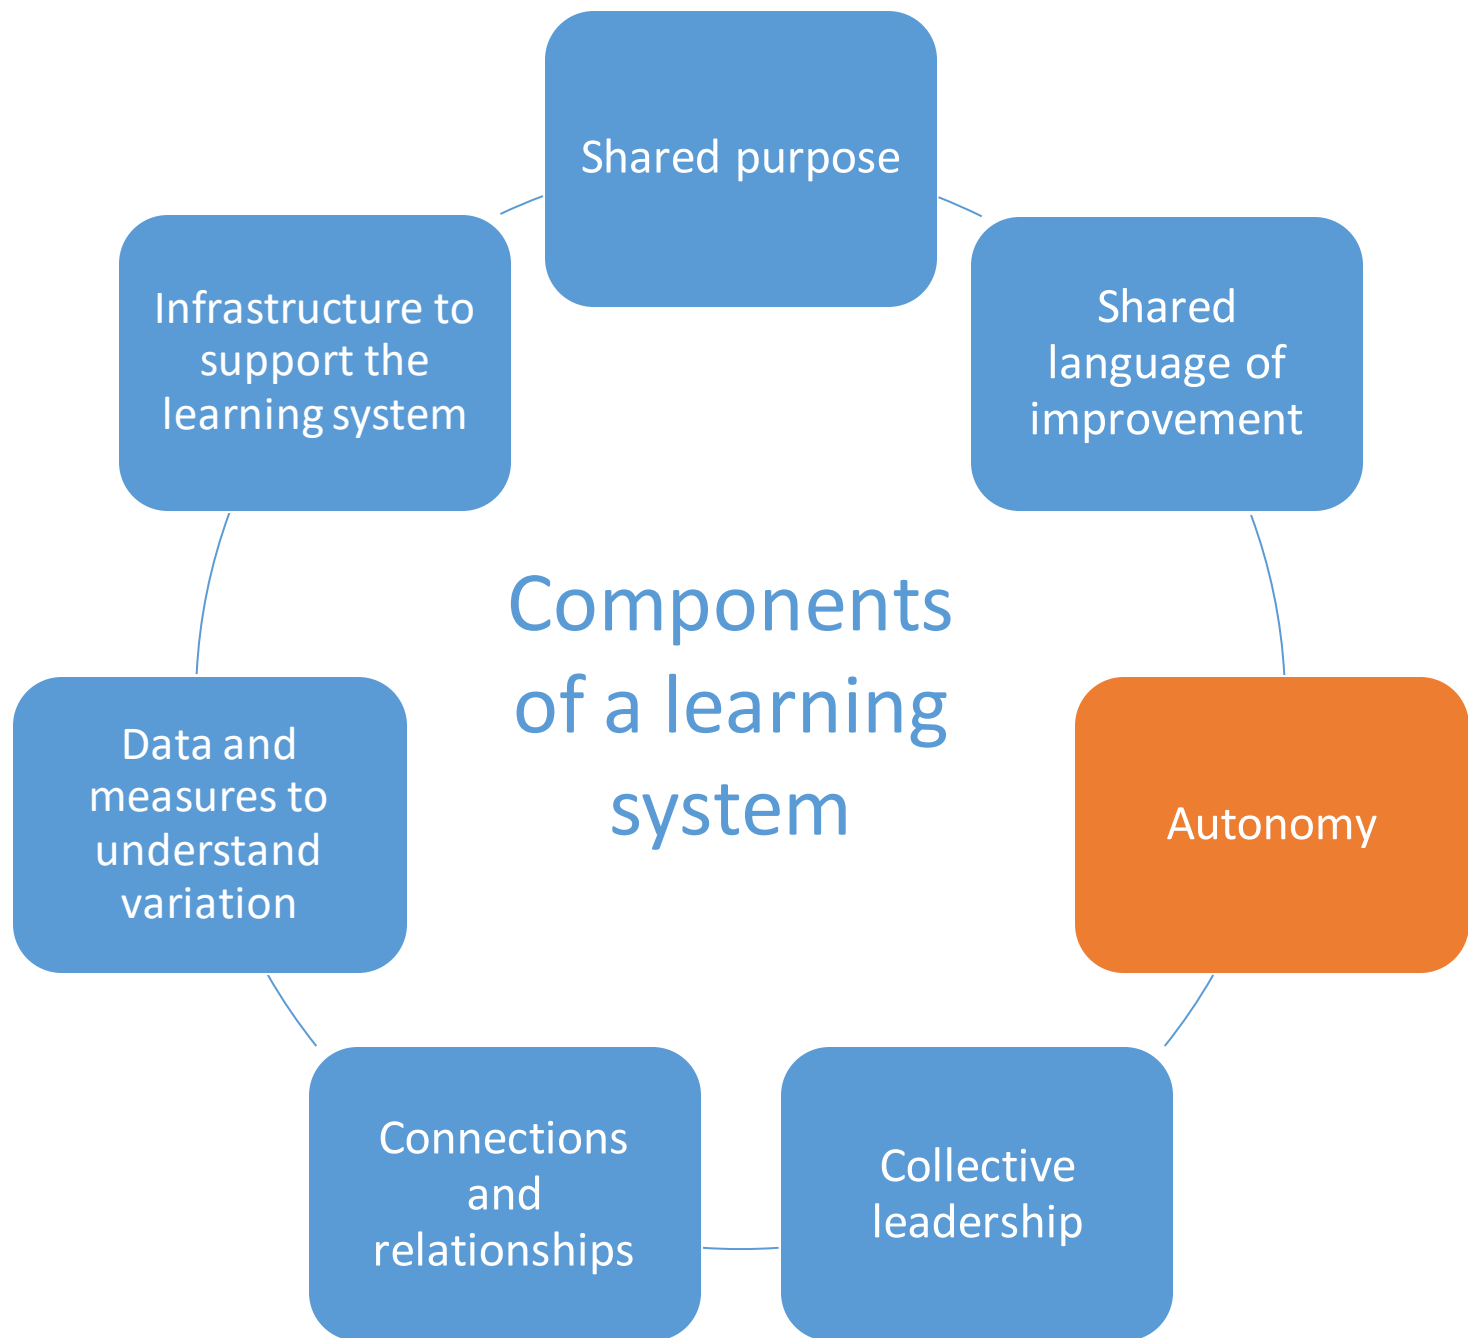 Shared purpose
Shared
language of
improvement
Autonomy
Collective
leadership
Connections
and
relationships
Data and
measures to
understand
variation
Infrastructure to
support the
learning system
Components
of a learning
system